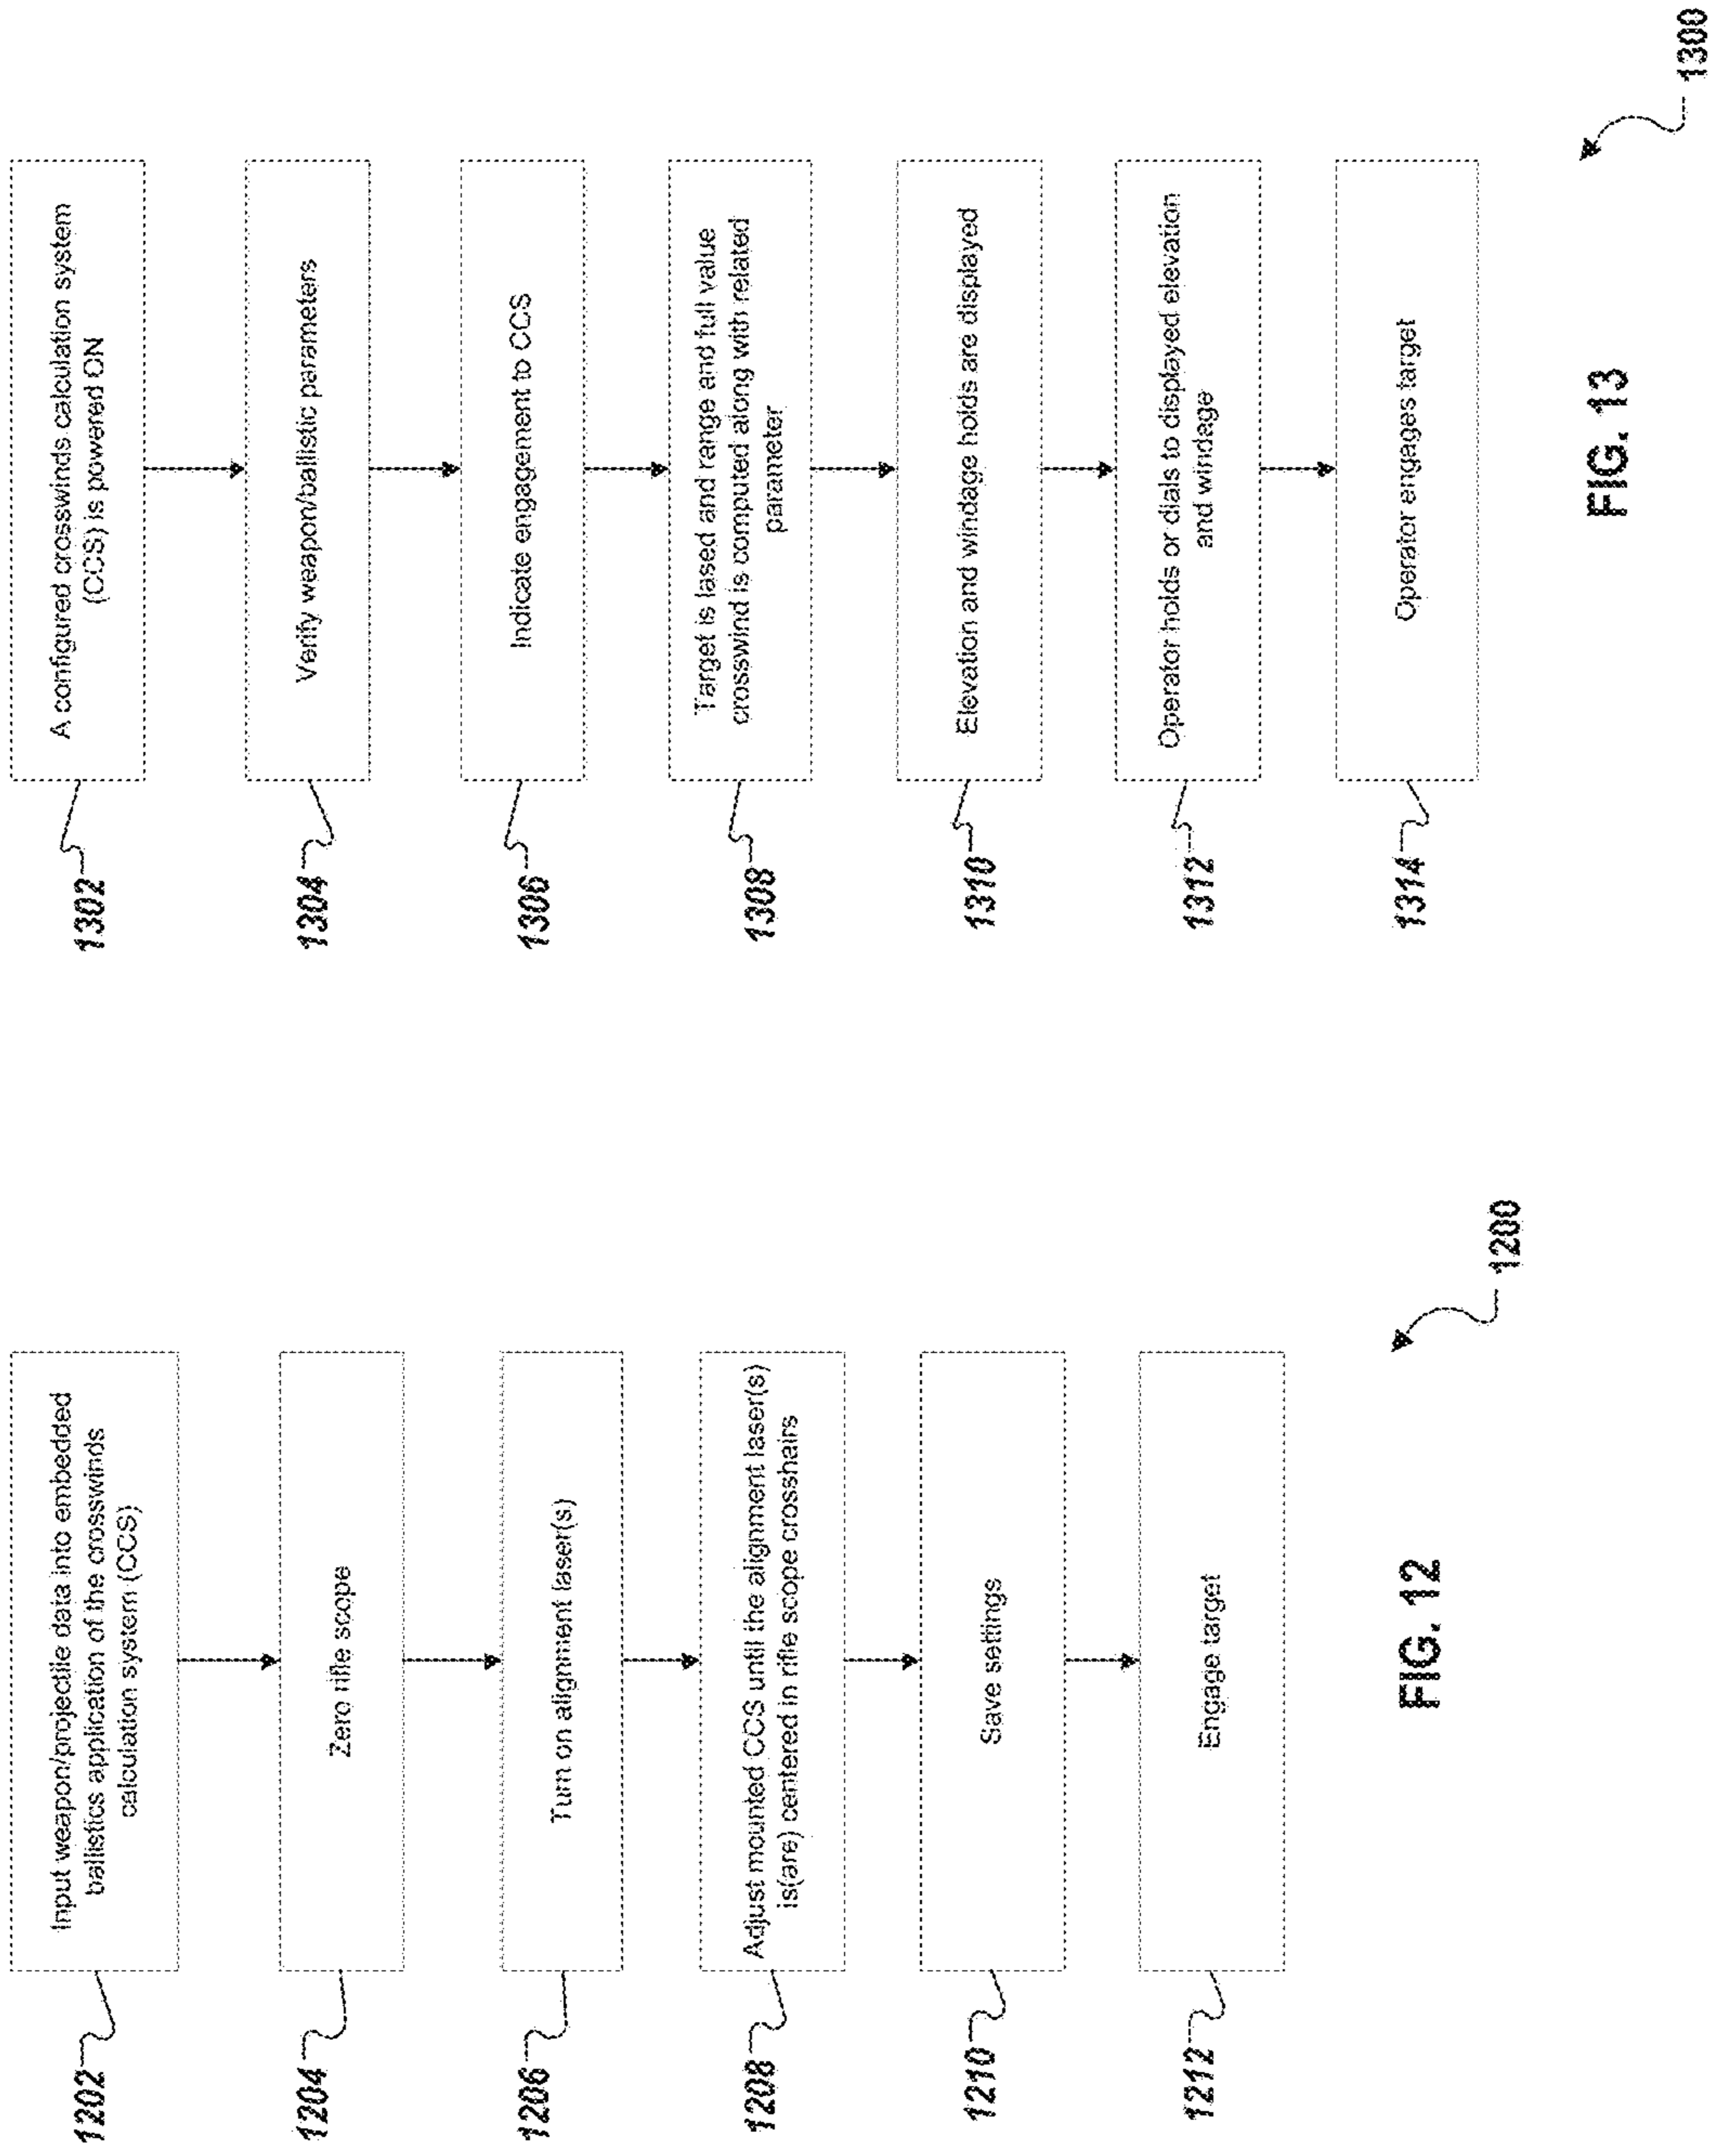 1202
Input weapon/projectile data into embedded
ballistics application of the crosswinds
calculation system (CCS)
1204
Zero rifle scope
1206
Turn on alignment laser(s)
1208
Adjust mounted CCS until the alignment laser(s)
is(are) centered in rifle scope crosshairs
1210
Save settings
1212
Engage target
1200
FIG. 12
1302
A configured crosswinds calculation system
(CCS) is powered ON
1304
Verify weapon/ballistic parameters
1306
Indicate engagement to CCS
1308
Target is lased and range and full value
crosswind is computed along with related
parameter
1310
Elevation and windage holds are displayed
1312
Operator holds or dials to displayed elevation
and windage
1314
Operator engages target
1300
FIG. 13